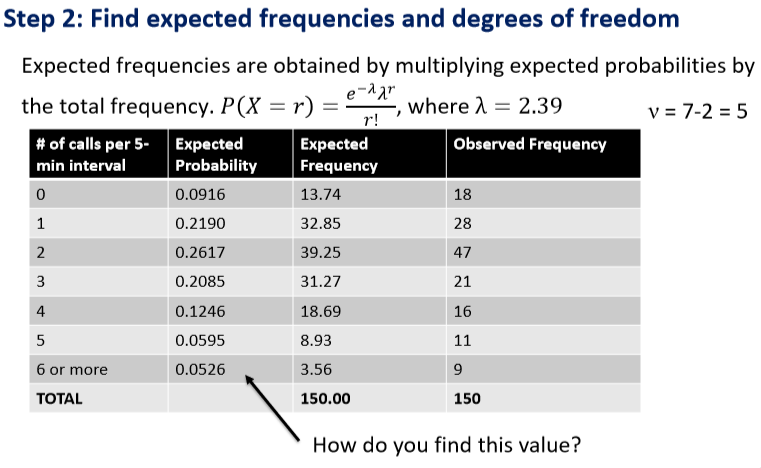 Step 2: Find expected frequencies and degrees of freedom
Expected frequencies are obtained by multiplying expected probabilities by
the total frequency. P(X = r) = e^{−λ}λ^r / r!, where λ = 2.39
ν = 7-2 = 5
# of calls per 5-min interval | Expected Probability | Expected Frequency | Observed Frequency
0 | 0.0916 | 13.74 | 18
1 | 0.2190 | 32.85 | 28
2 | 0.2617 | 39.25 | 47
3 | 0.2085 | 31.27 | 21
4 | 0.1246 | 18.69 | 16
5 | 0.0595 | 8.93 | 11
6 or more | 0.0526 | 3.56 | 9
TOTAL | | 150.00 | 150
How do you find this value?